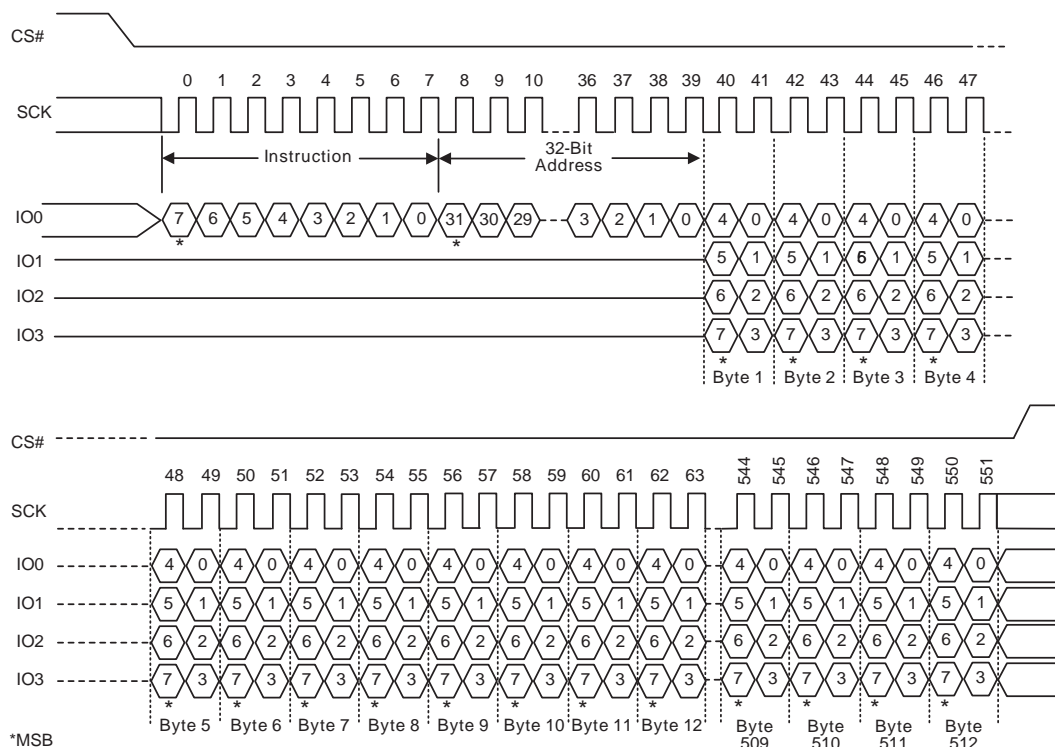 CS#
0 1 2 3 4 5 6 7 8 9 10 36 37 38 39 40 41 42 43 44 45 46 47
SCK
Instruction
32-Bit
Address
IO0 7 6 5 4 3 2 1 0 31 30 29 3 2 1 0 4 0 4 0 4 0 4 0
* *
IO1 5 1 5 1 6 1 5 1
IO2 6 2 6 2 6 2 6 2
IO3 7 3 7 3 7 3 7 3
* * * *
Byte 1 Byte 2 Byte 3 Byte 4
CS#
48 49 50 51 52 53 54 55 56 57 58 59 60 61 62 63 544 545 546 547 548 549 550 551
SCK
IO0 4 0 4 0 4 0 4 0 4 0 4 0 4 0 4 0 4 0 4 0 4 0 4 0
IO1 5 1 5 1 5 1 5 1 5 1 5 1 5 1 5 1 5 1 5 1 5 1 5 1
IO2 6 2 6 2 6 2 6 2 6 2 6 2 6 2 6 2 6 2 6 2 6 2 6 2
IO3 7 3 7 3 7 3 7 3 7 3 7 3 7 3 7 3 7 3 7 3 7 3 7 3
* * * * * * * * * * * *
Byte 5 Byte 6 Byte 7 Byte 8 Byte 9 Byte 10 Byte 11 Byte 12 Byte 509 Byte 510 Byte 511 Byte 512
*MSB